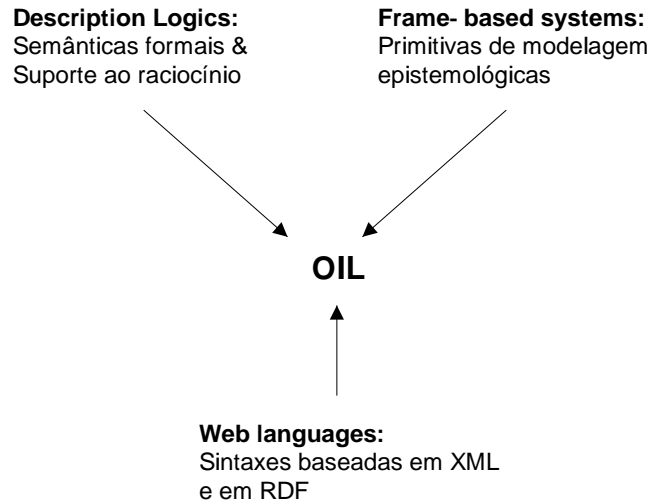 Description Logics:
Semânticas formais &
Suporte ao raciocínio
Frame- based systems:
Primitivas de modelagem
epistemológicas
OIL
Web languages:
Sintaxes baseadas em XML
e em RDF